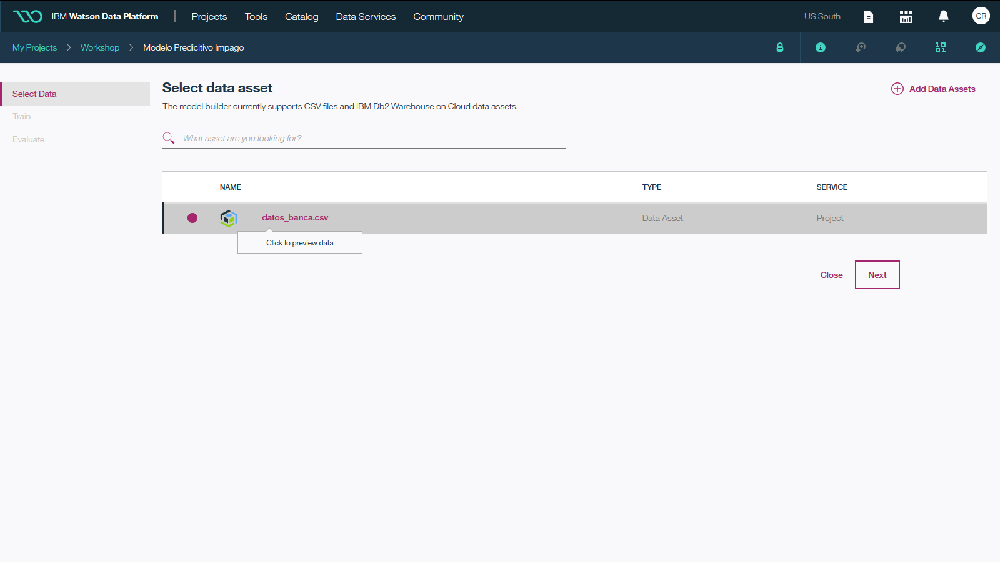 IBM Watson Data Platform
Projects
Tools
Catalog
Data Services
Community
US South
CR
My Projects
Workshop
Modelo Predicitivo Impago
Select Data
Train
Evaluate
Select data asset
Add Data Assets
The model builder currently supports CSV files and IBM Db2 Warehouse on Cloud data assets.
What asset are you looking for?
NAME
TYPE
SERVICE
datos_banca.csv
Data Asset
Project
Click to preview data
Close
Next